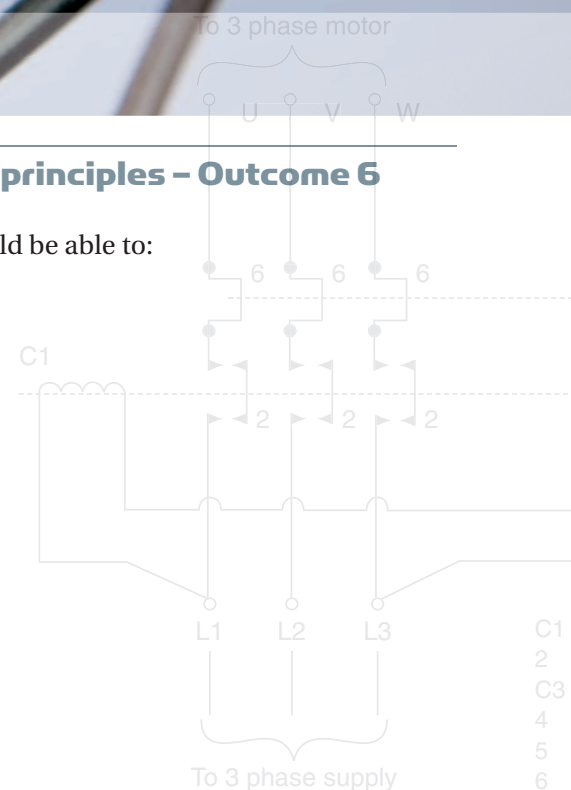 To 3 phase motor
U V W
principles – Outcome 6
ld be able to:
6 6 6
C1
2 2 2
L1 L2 L3
C1
2
C3
4
5
6
To 3 phase supply